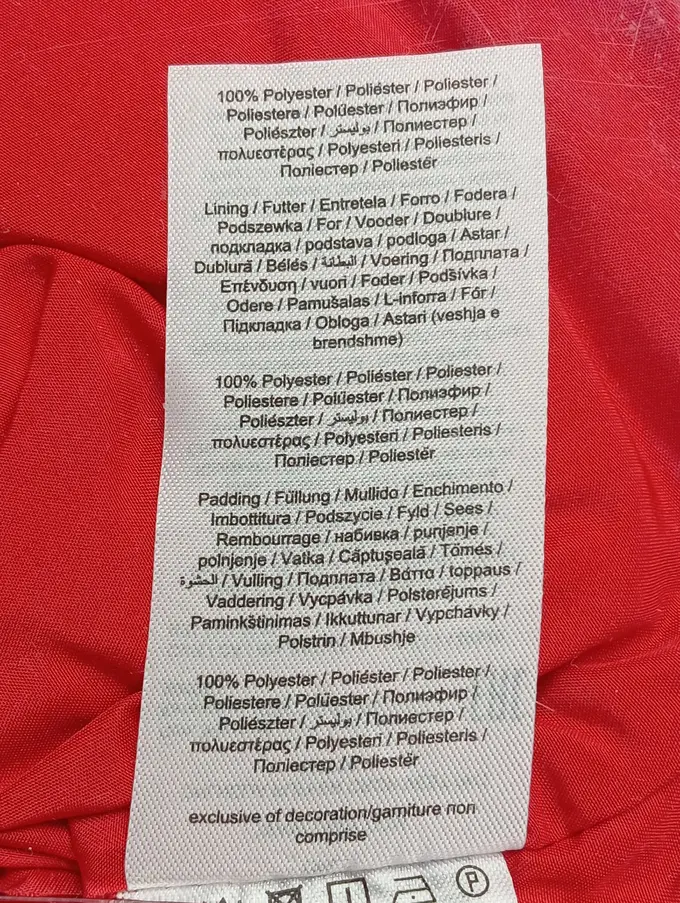 100% Polyester / Poliéster / Poliester /
Poliestere / Polüester / Полиэфир /
Poliészter / بوليستر / Полиестер /
πολυεστέρας / Polyesteri / Poliesteris /
Поліестер / Poliestër
Lining / Futter / Entretela / Forro / Fodera /
Podszewka / For / Vooder / Doublure /
подкладка / podstava / podloga / Astar /
Dublură / Bélés / البطانة / Voering / Подплата /
Επένδυση / vuori / Foder / Podšívka /
Odere / Pamušalas / L-inforra / Fór /
Підкладка / Obloga / Astari (veshja e
brendshme)
100% Polyester / Poliéster / Poliester /
Poliestere / Polüester / Полиэфир /
Poliészter / بوليستر / Полиестер /
πολυεστέρας / Polyesteri / Poliesteris /
Поліестер / Poliestër
Padding / Füllung / Mullido / Enchimento /
Imbottitura / Podszycie / Fyld / Sees /
Rembourrage / набивка / punjenje /
polnjenje / Vatka / Căptuşeală / Tömés /
الحشوة / Vulling / Подплата / Βάττα / toppaus /
Vaddering / Vycpávka / Polsterējums /
Paminkštinimas / Ikkuttunar / Vypchávky /
Polstrin / Mbushje
100% Polyester / Poliéster / Poliester /
Poliestere / Polüester / Полиэфир /
Poliészter / بوليستر / Полиестер /
πολυεστέρας / Polyesteri / Poliesteris /
Поліестер / Poliestër
exclusive of decoration/garniture non
comprise
P